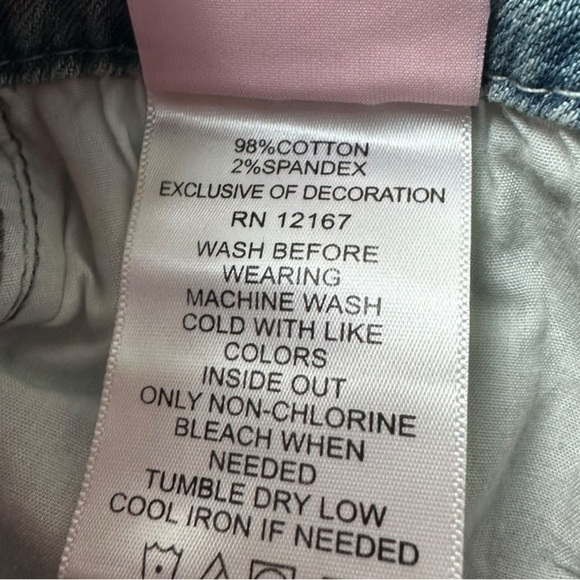 98%COTTON
2%SPANDEX
EXCLUSIVE OF DECORATION
RN 12167
WASH BEFORE
WEARING
MACHINE WASH
COLD WITH LIKE
COLORS
INSIDE OUT
ONLY NON-CHLORINE
BLEACH WHEN
NEEDED
TUMBLE DRY LOW
COOL IRON IF NEEDED